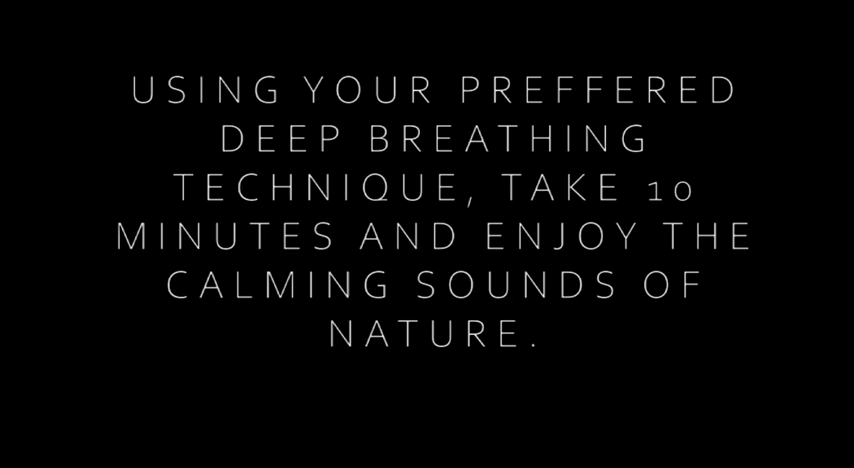 USING YOUR PREFFERED
DEEP BREATHING
TECHNIQUE, TAKE 10
MINUTES AND ENJOY THE
CALMING SOUNDS OF
NATURE.